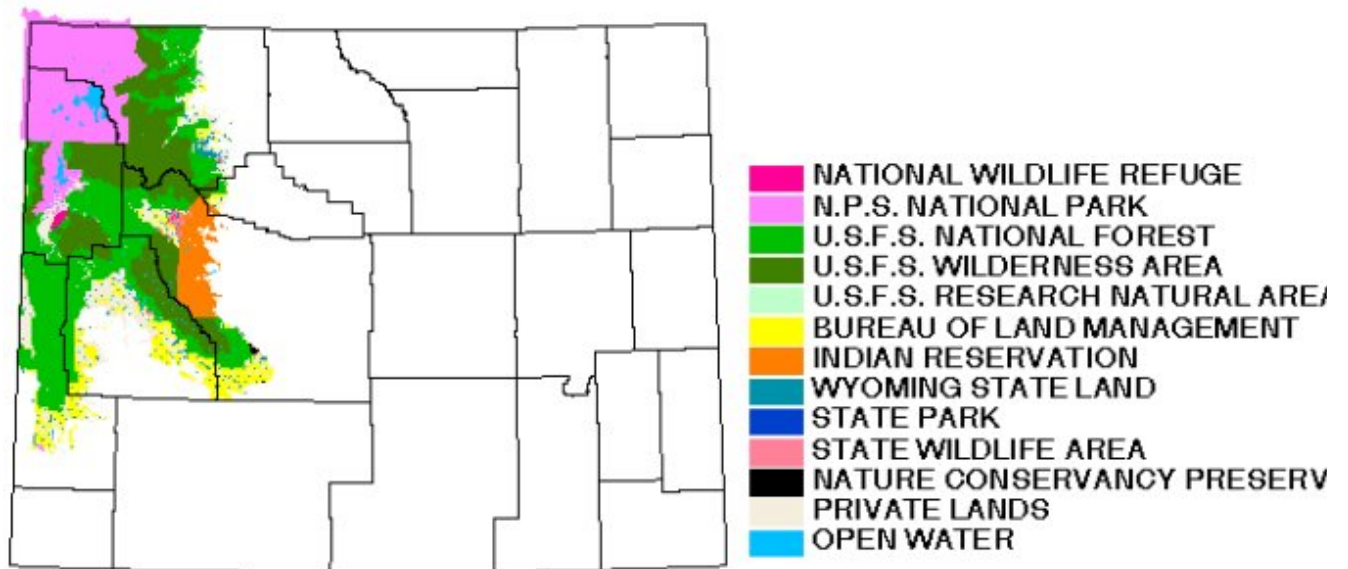 NATIONAL WILDLIFE REFUGE
N.P.S. NATIONAL PARK
U.S.F.S. NATIONAL FOREST
U.S.F.S. WILDERNESS AREA
U.S.F.S. RESEARCH NATURAL AREA
BUREAU OF LAND MANAGEMENT
INDIAN RESERVATION
WYOMING STATE LAND
STATE PARK
STATE WILDLIFE AREA
NATURE CONSERVANCY PRESERV
PRIVATE LANDS
OPEN WATER